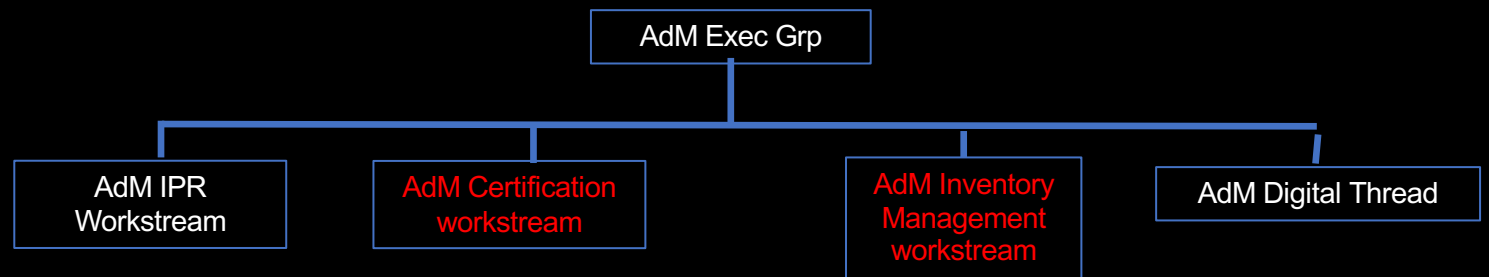 AdM Exec Grp
AdM IPR
Workstream
AdM Certification
workstream
AdM Inventory
Management
workstream
AdM Digital Thread